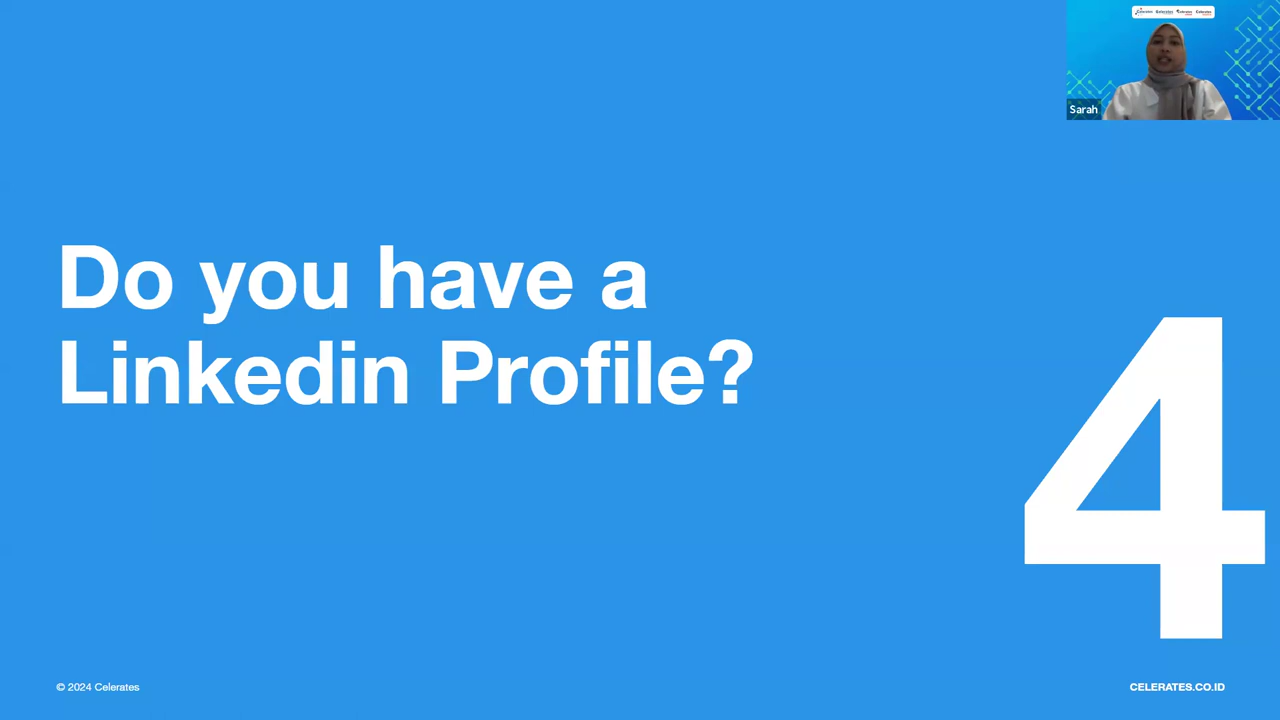 Sarah
Do you have a
Linkedin Profile?
4
© 2024 Celerates
CELERATES.CO.ID